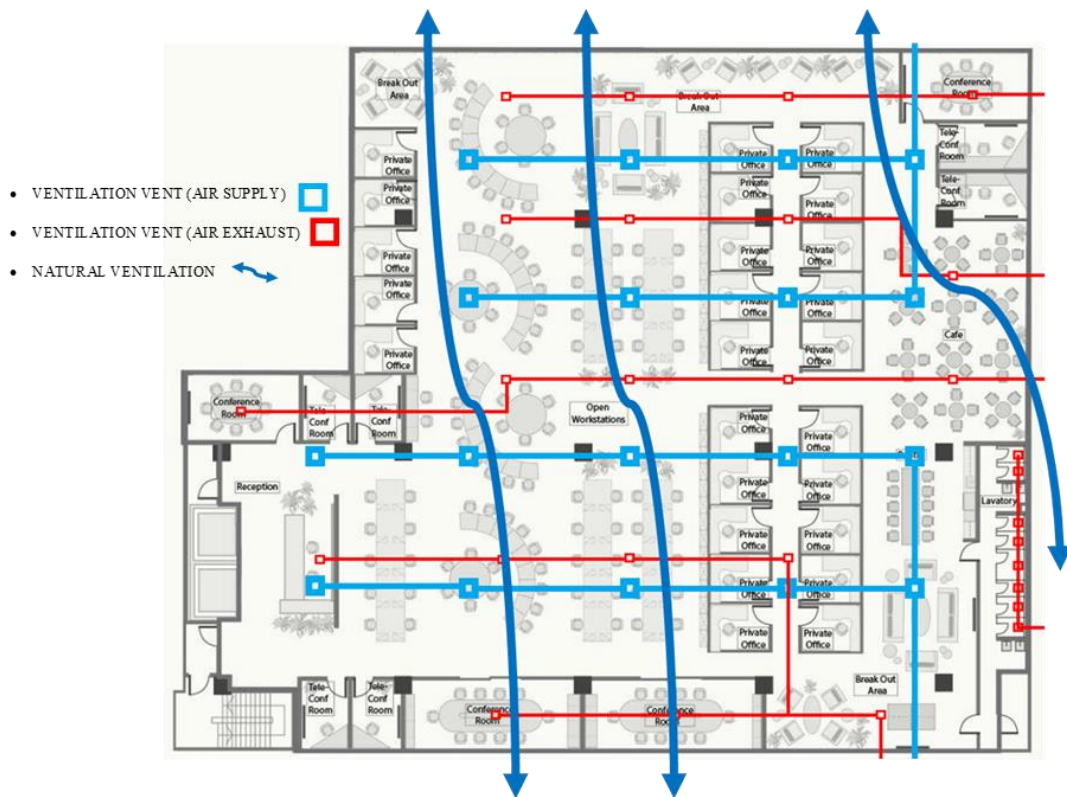 • VENTILATION VENT (AIR SUPPLY)
• VENTILATION VENT (AIR EXHAUST)
• NATURAL VENTILATION
Break Out
Area
Break Out
Area
Conference
Room
Private
Office
Private
Office
Private
Office
Private
Office
Private
Office
Private
Office
Private
Office
Private
Office
Private
Office
Private
Office
Private
Office
Private
Office
Private
Office
Private
Office
Private
Office
Tele-
Conf
Room
Tele-
Conf
Room
Cafe
Conference
Room
Tele-
Conf
Room
Tele-
Conf
Room
Open
Workstations
Reception
Private
Office
Private
Office
Private
Office
Private
Office
Private
Office
Private
Office
Private
Office
Private
Office
Private
Office
Private
Office
Lavatory
Tele-
Conf
Room
Tele-
Conf
Room
Conference
Room
Conference
Room
Break Out
Area